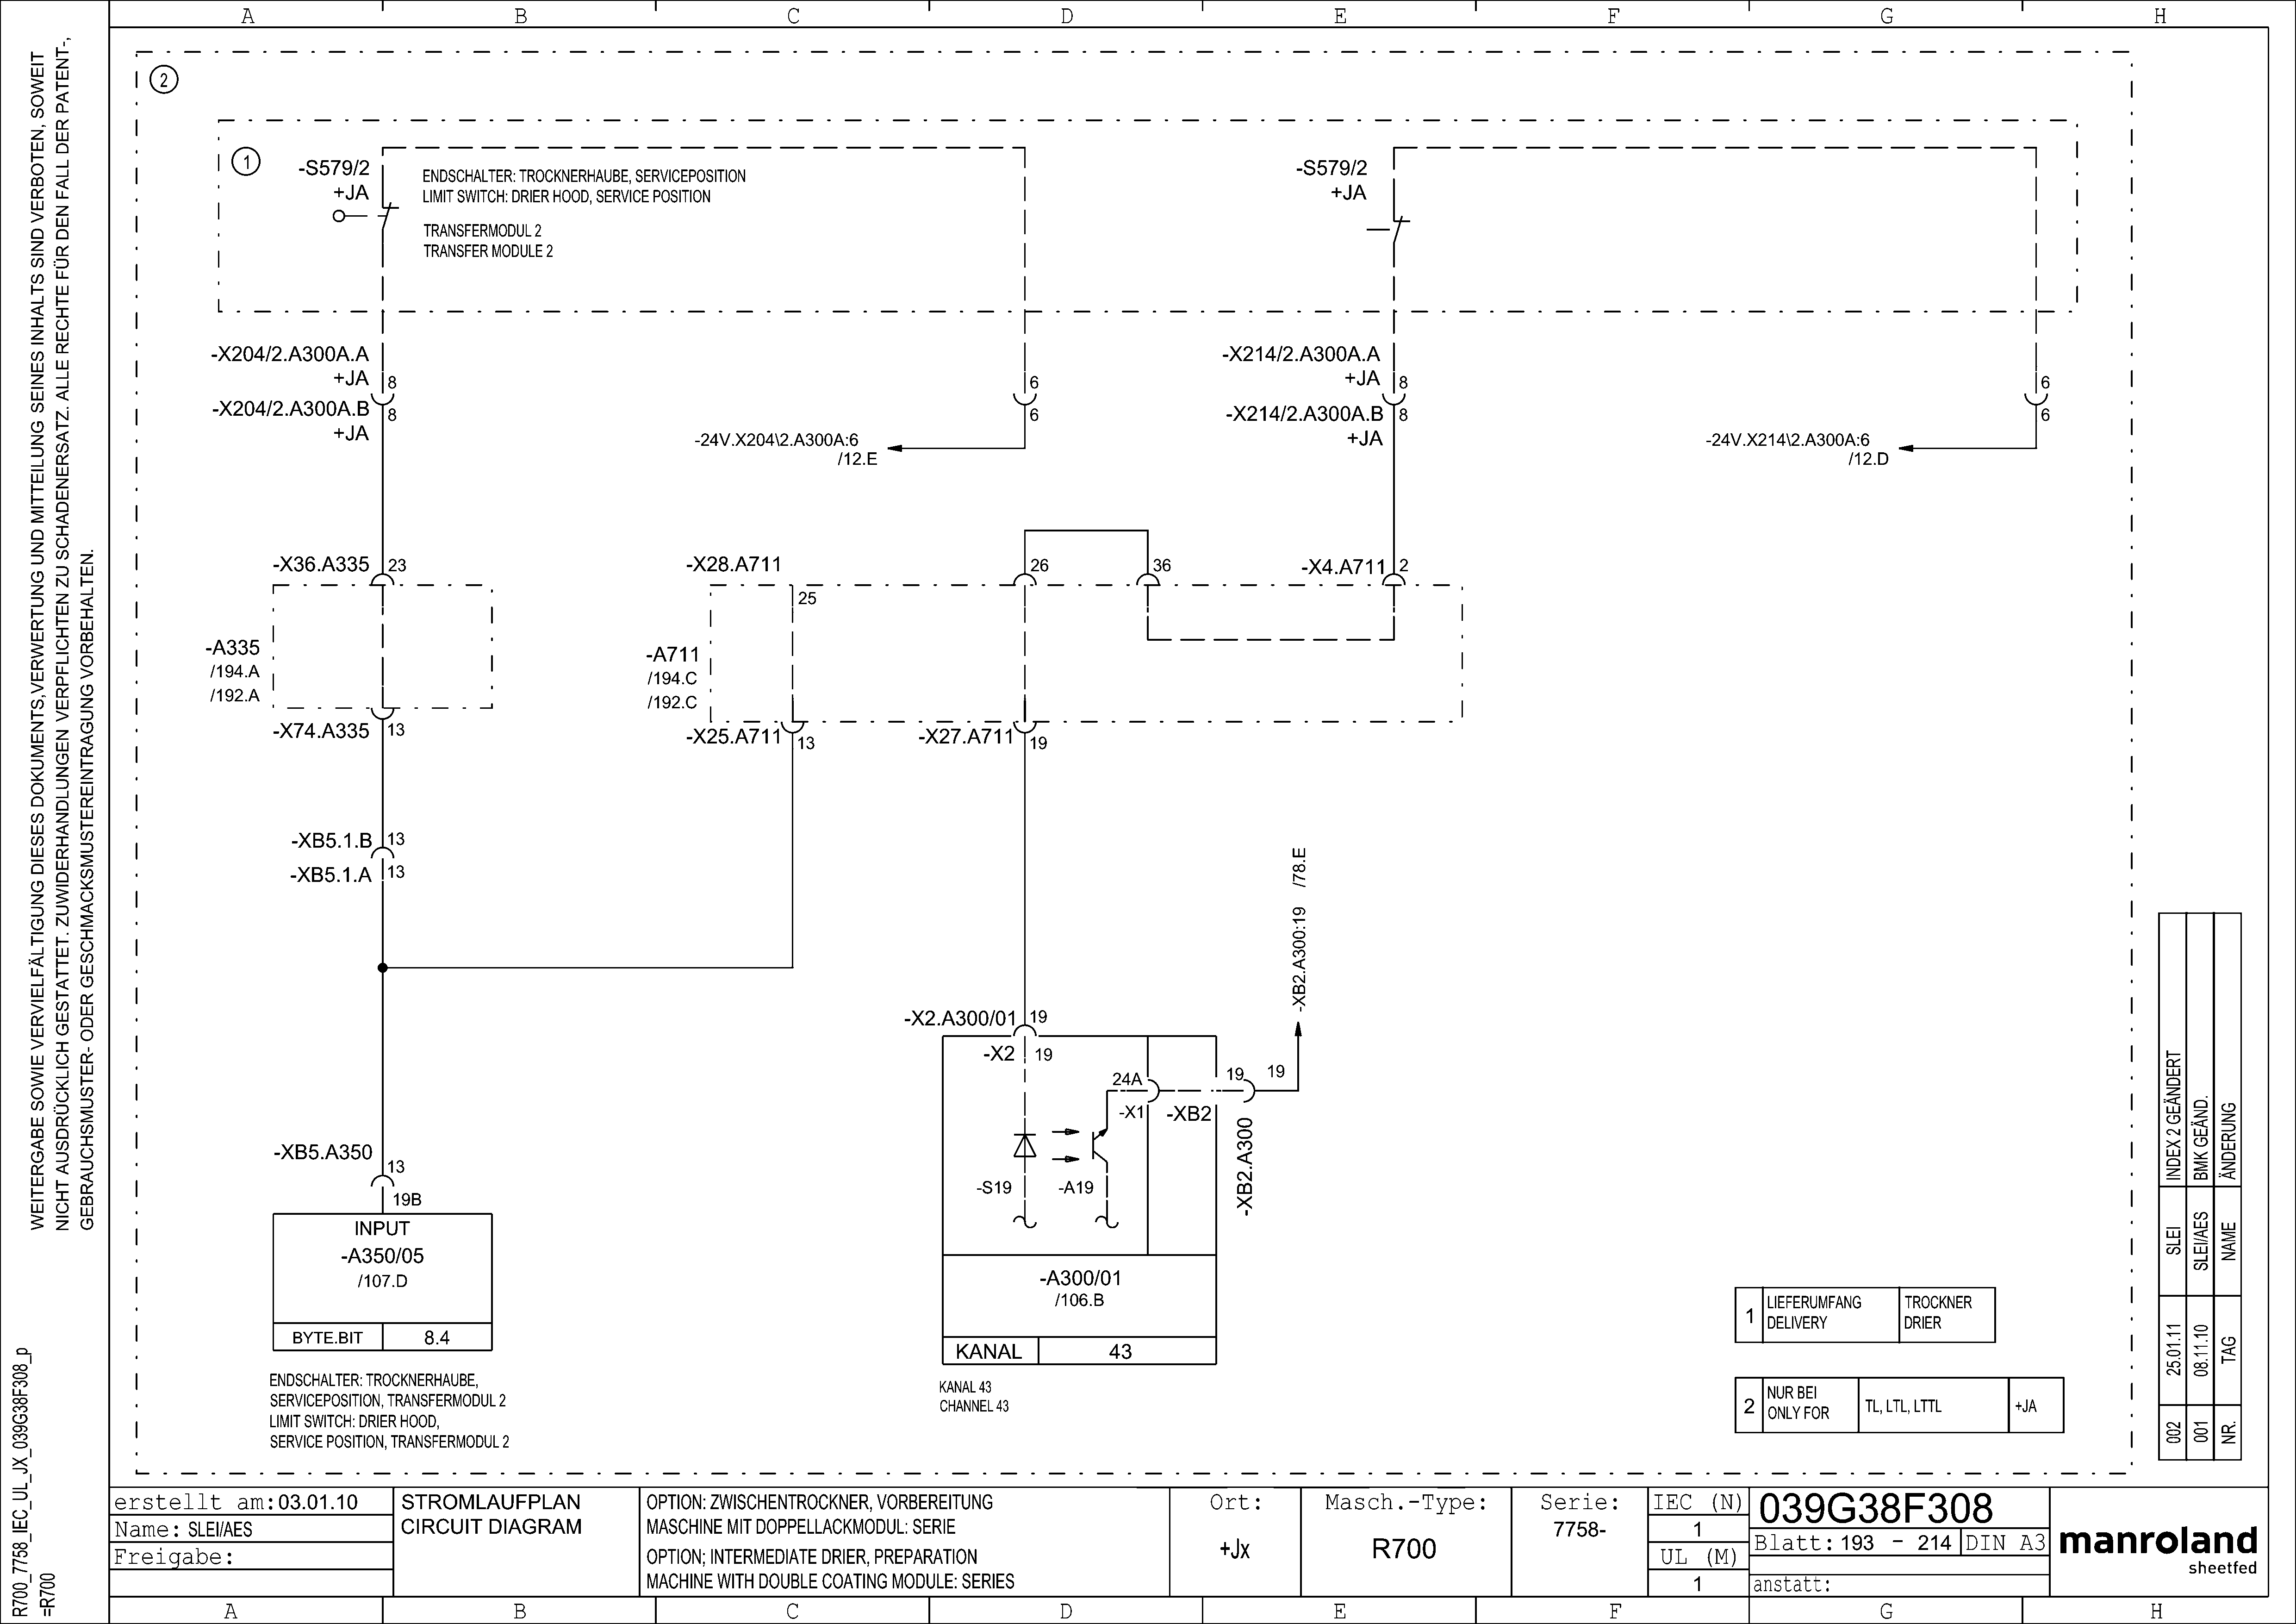 A B C D E F G H
2
1
-S579/2
+JA
ENDSCHALTER: TROCKNERHAUBE, SERVICEPOSITION
LIMIT SWITCH: DRIER HOOD, SERVICE POSITION
TRANSFERMODUL 2
TRANSFER MODULE 2
-S579/2
+JA
-X204/2.A300A.A
+JA
8
-X204/2.A300A.B
8
+JA
6
6
-24V.X204\2.A300A:6
/12.E
-X214/2.A300A.A
+JA
8
-X214/2.A300A.B
8
+JA
6
6
-24V.X214\2.A300A:6
/12.D
-X36.A335
23
-X28.A711
26
36
-X4.A711
2
25
-A335
/194.A
/192.A
-A711
/194.C
/192.C
-X74.A335
13
-X25.A711
13
-X27.A711
19
-XB5.1.B
13
-XB5.1.A
13
-XB2.A300:19 /78.E
-X2.A300/01
19
-X2
19
24A
-X1
-XB2
19
19
-XB2.A300
-S19
-A19
-XB5.A350
13
19B
INPUT
-A350/05
/107.D
BYTE.BIT 8.4
ENDSCHALTER: TROCKNERHAUBE,
SERVICEPOSITION, TRANSFERMODUL 2
LIMIT SWITCH: DRIER HOOD,
SERVICE POSITION, TRANSFERMODUL 2
-A300/01
/106.B
KANAL 43
KANAL 43
CHANNEL 43
1 LIEFERUMFANG TROCKNER
DELIVERY DRIER
2 NUR BEI TL, LTL, LTTL +JA
ONLY FOR
002 25.01.11 SLEI INDEX 2 GEÄNDERT
001 08.11.10 SLEI/AES BMK GEÄND.
NR. TAG NAME ÄNDERUNG
WEITERGABE SOWIE VERVIELFÄLTIGUNG DIESES DOKUMENTS,VERWERTUNG UND MITTEILUNG SEINES INHALTS SIND VERBOTEN, SOWEIT
NICHT AUSDRÜCKLICH GESTATTET. ZUWIDERHANDLUNGEN VERPFLICHTEN ZU SCHADENERSATZ. ALLE RECHTE FÜR DEN FALL DER PATENT-,
GEBRAUCHSMUSTER- ODER GESCHMACKSMUSTEREINTRAGUNG VORBEHALTEN.
R700_7758_IEC_UL_JX_039G38F308_p
=R700
erstellt am: 03.01.10
Name: SLEI/AES
Freigabe:
STROMLAUFPLAN
CIRCUIT DIAGRAM
OPTION: ZWISCHENTROCKNER, VORBEREITUNG
MASCHINE MIT DOPPELLACKMODUL: SERIE
OPTION; INTERMEDIATE DRIER, PREPARATION
MACHINE WITH DOUBLE COATING MODULE: SERIES
Ort:
+Jx
Masch.-Type:
R700
Serie:
7758-
IEC (N)
1
UL (M)
1
039G38F308
Blatt: 193 - 214 DIN A3
anstatt:
manroland
sheetfed
A B C D E F G H